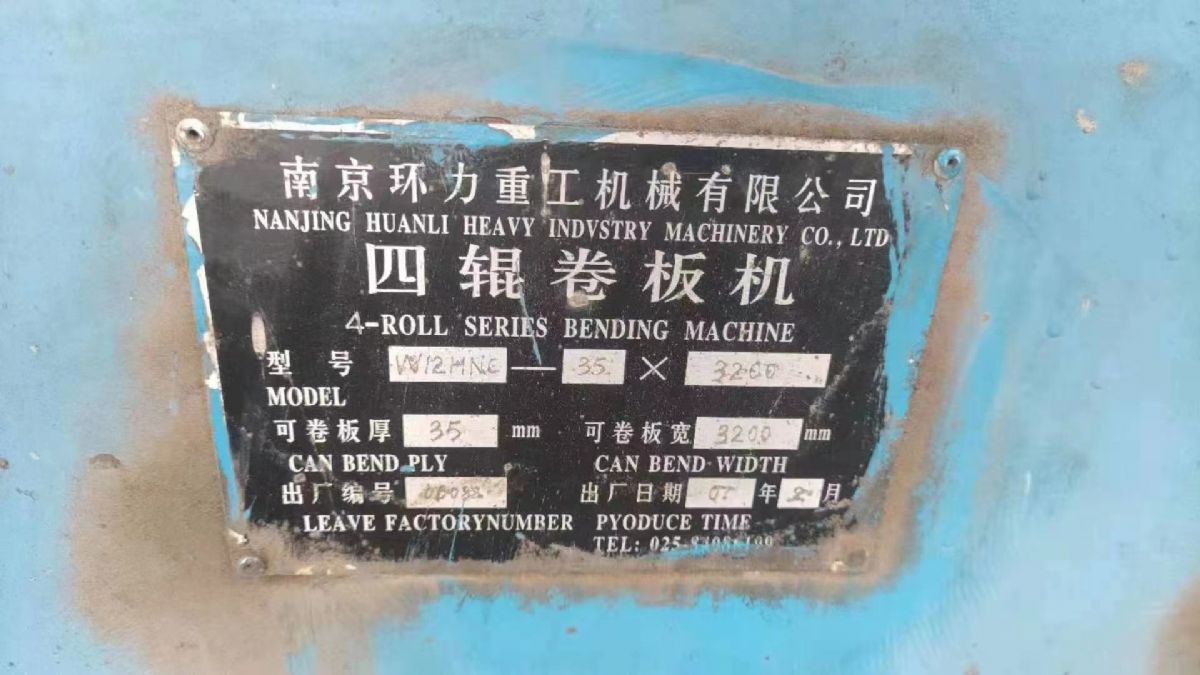 南京环力重工机械有限公司
NANJING HUANLI HEAVY INDVSTRY MACHINERY CO., LTD
四辊卷板机
4-ROLL SERIES BENDING MACHINE
型号 W12HNC — 35 × 3200
MODEL
可卷板厚 35 mm 可卷板宽 3200 mm
CAN BEND PLY CAN BEND WIDTH
出厂编号 出厂日期 年 2 月
LEAVE FACTORYNUMBER PYODUCE TIME
TEL: